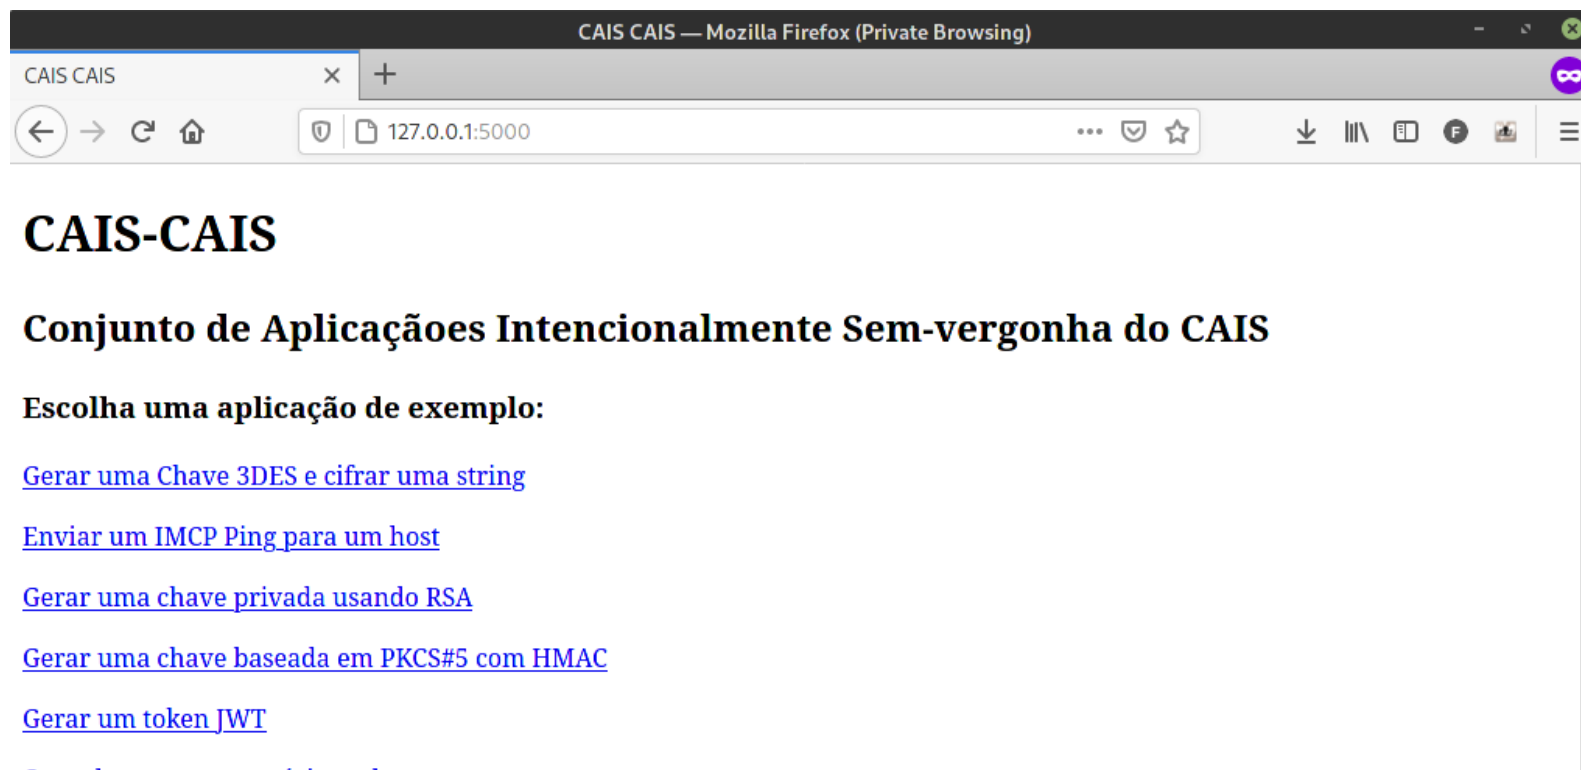 CAIS CAIS — Mozilla Firefox (Private Browsing)
CAIS CAIS
127.0.0.1:5000
CAIS-CAIS
Conjunto de Aplicaçãoes Intencionalmente Sem-vergonha do CAIS
Escolha uma aplicação de exemplo:
Gerar uma Chave 3DES e cifrar uma string
Enviar um IMCP Ping para um host
Gerar uma chave privada usando RSA
Gerar uma chave baseada em PKCS#5 com HMAC
Gerar um token JWT